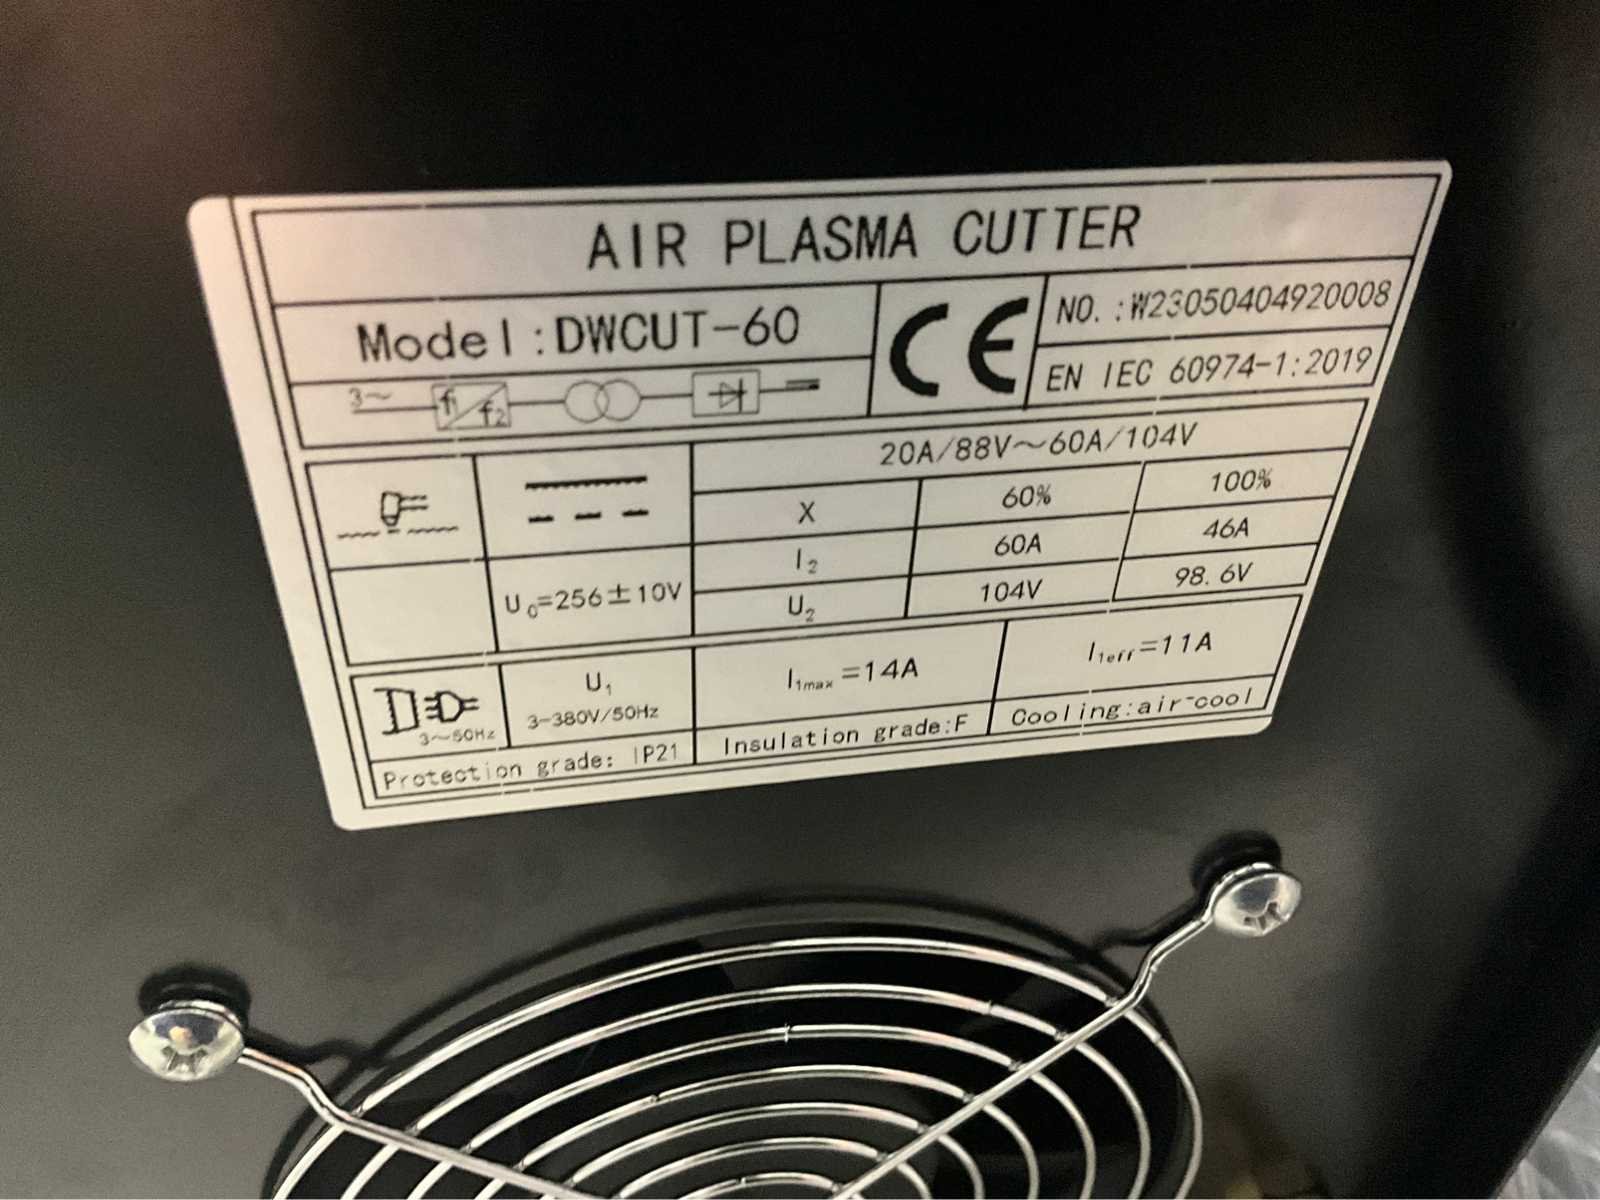 AIR PLASMA CUTTER
Model:DWCUT-60
CE
NO.:W23050404920008
EN IEC 60974-1:2019
3~
f1
f2
20A/88V~60A/104V
X 60% 100%
I2 60A 46A
U0=256±10V
U2 104V 98.6V
3~50Hz
U1
3-380V/50Hz
I1max=14A
I1eff=11A
Protection grade: IP21
Insulation grade:F
Cooling:air-cool